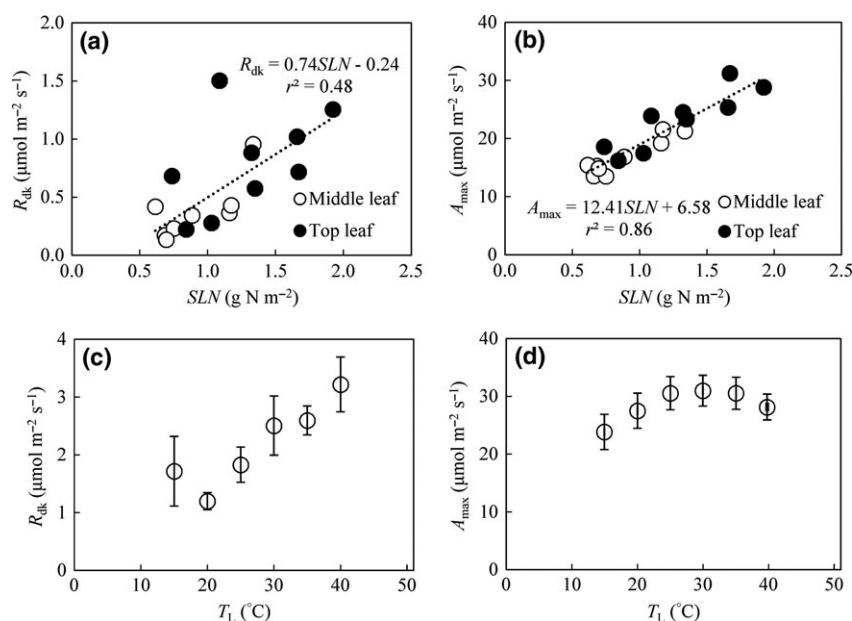 (a)
R_dk = 0.74SLN - 0.24
r² = 0.48
R_dk (μmol m⁻² s⁻¹)
2.0
1.5
1.0
0.5
0.0
Middle leaf
Top leaf
0.0 0.5 1.0 1.5 2.0 2.5
SLN (g N m⁻²)
(b)
A_max (μmol m⁻² s⁻¹)
40
30
20
10
0
A_max = 12.41SLN + 6.58
r² = 0.86
Middle leaf
Top leaf
0.0 0.5 1.0 1.5 2.0 2.5
SLN (g N m⁻²)
(c)
R_dk (μmol m⁻² s⁻¹)
4
3
2
1
0
0 10 20 30 40 50
T_L (°C)
(d)
A_max (μmol m⁻² s⁻¹)
40
30
20
10
0
0 10 20 30 40 50
T_L (°C)